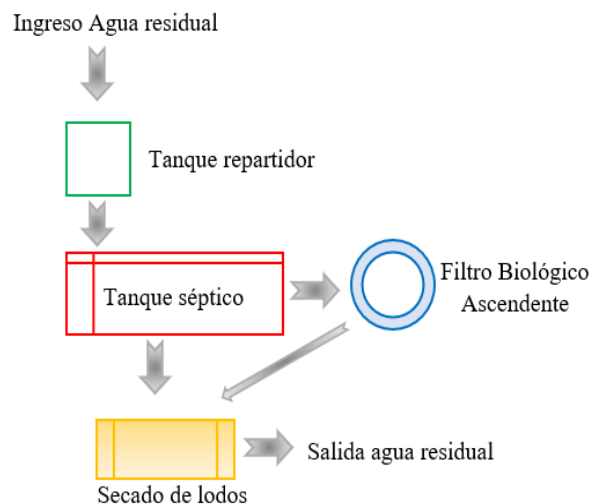 Ingreso Agua residual
Tanque repartidor
Tanque séptico
Filtro Biológico
Ascendente
Salida agua residual
Secado de lodos